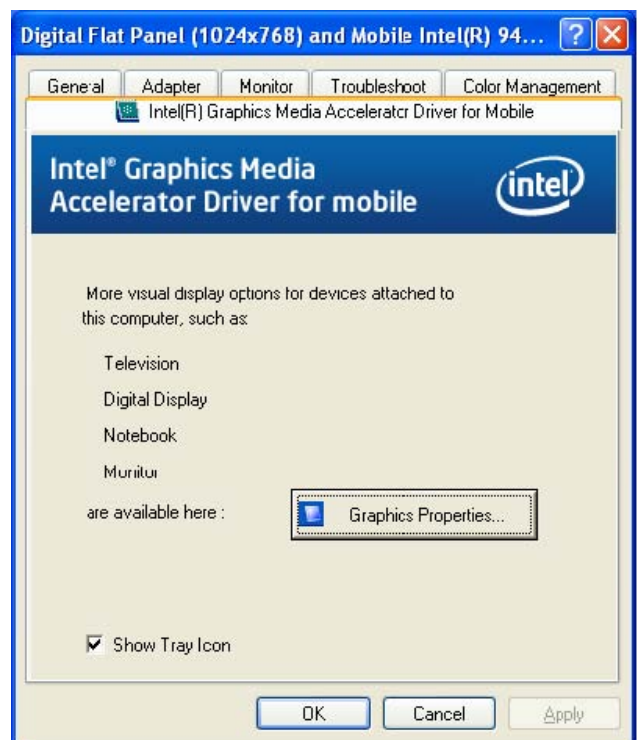 Digital Flat Panel (1024x768) and Mobile Intel(R) 94...
General Adapter Monitor Troubleshoot Color Management
Intel(R) Graphics Media Accelerator Driver for Mobile
Intel® Graphics Media
Accelerator Driver for mobile
intel
More visual display options for devices attached to
this computer, such as:
Television
Digital Display
Notebook
Monitor
are available here :
Graphics Properties...
Show Tray Icon
OK Cancel Apply